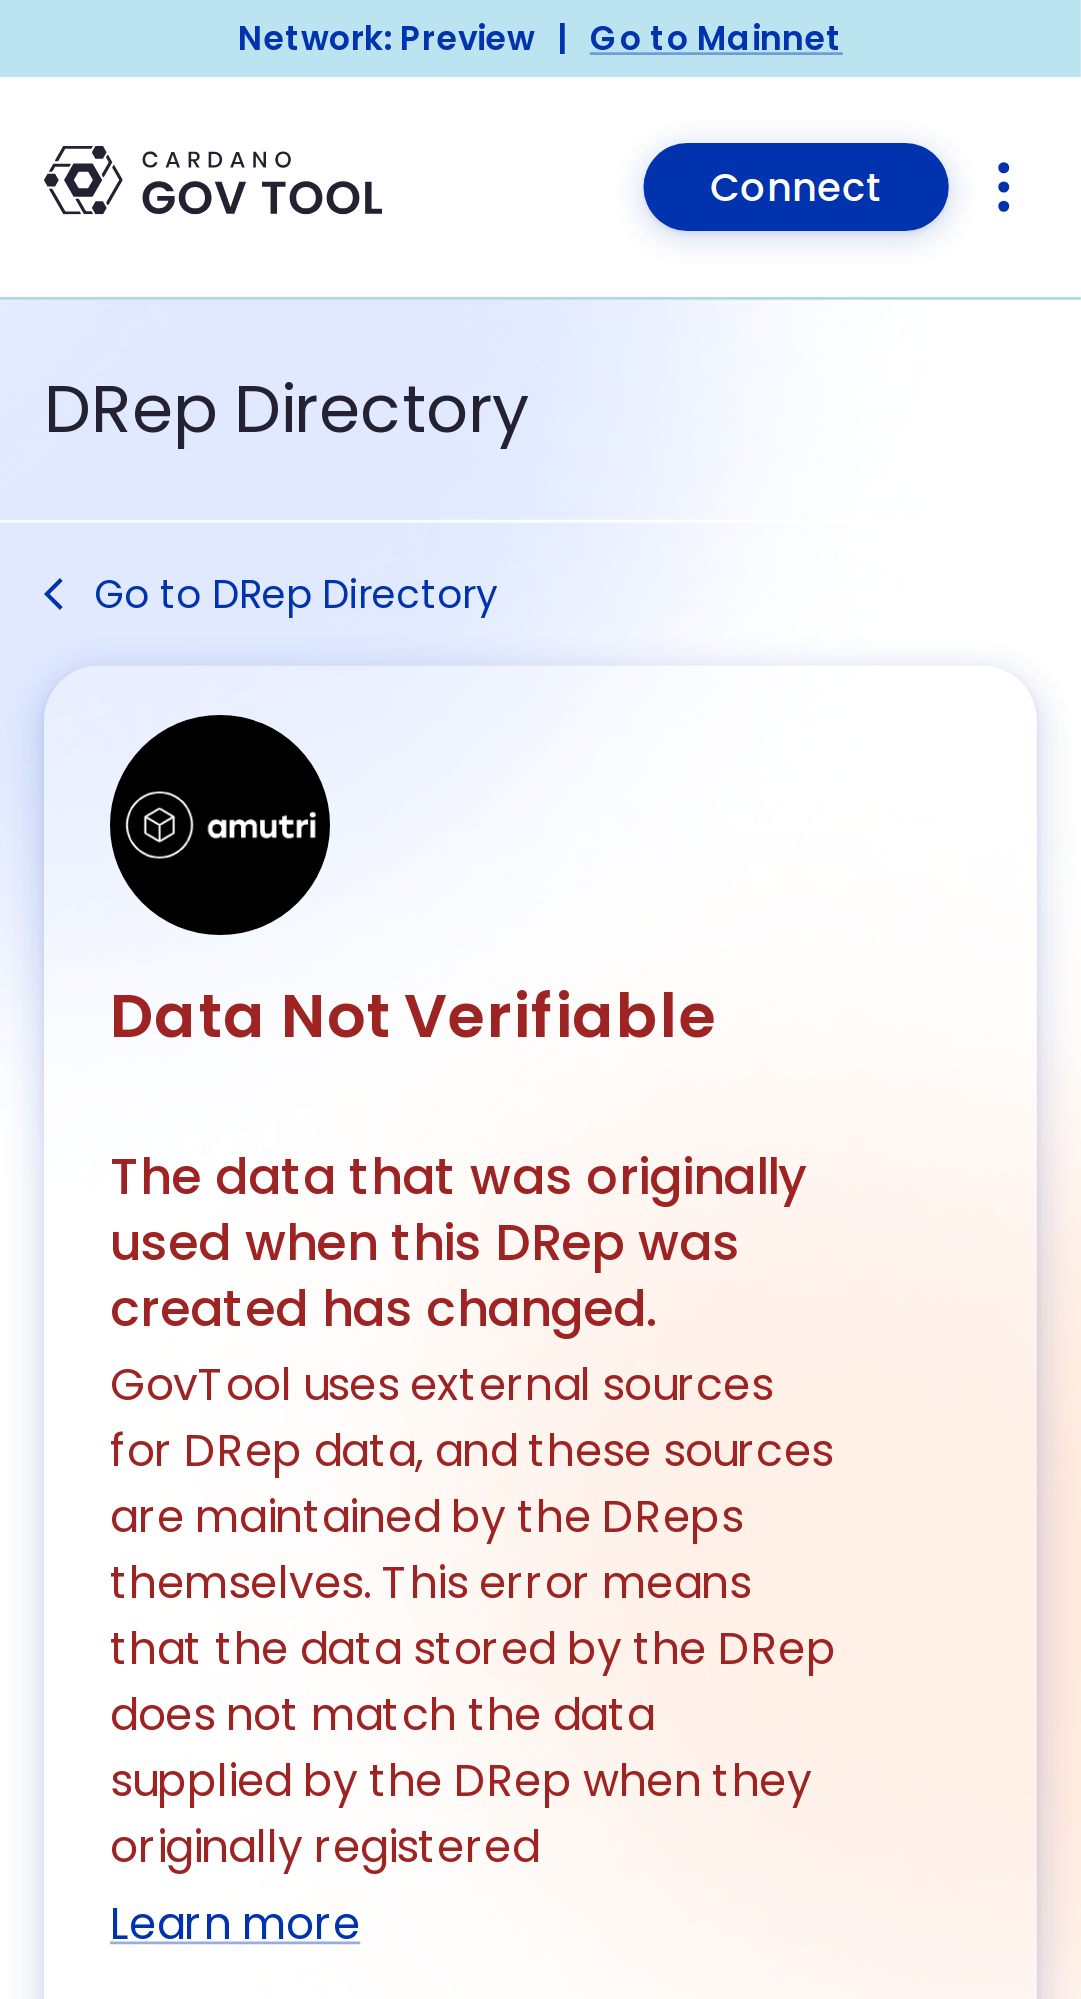 Network: Preview | Go to Mainnet
CARDANO
GOV TOOL
Connect
DRep Directory
Go to DRep Directory
amutri
Data Not Verifiable
The data that was originally
used when this DRep was
created has changed.
GovTool uses external sources
for DRep data, and these sources
are maintained by the DReps
themselves. This error means
that the data stored by the DRep
does not match the data
supplied by the DRep when they
originally registered
Learn more